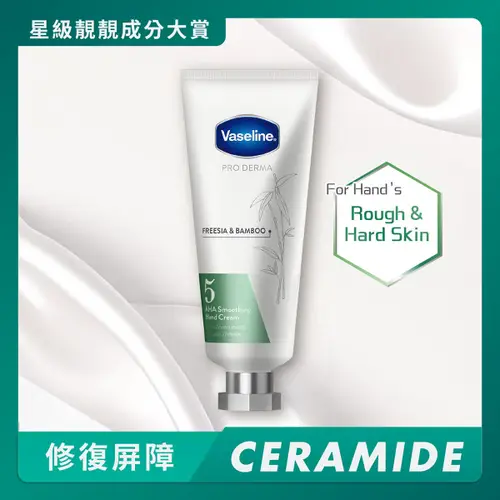 星級靚靚成分大賞
Vaseline®
PRO DERMA
FREESIA & BAMBOO
For Hand's
Rough &
Hard Skin
5
AHA Smoothing
Hand Cream
修復屏障
CERAMIDE